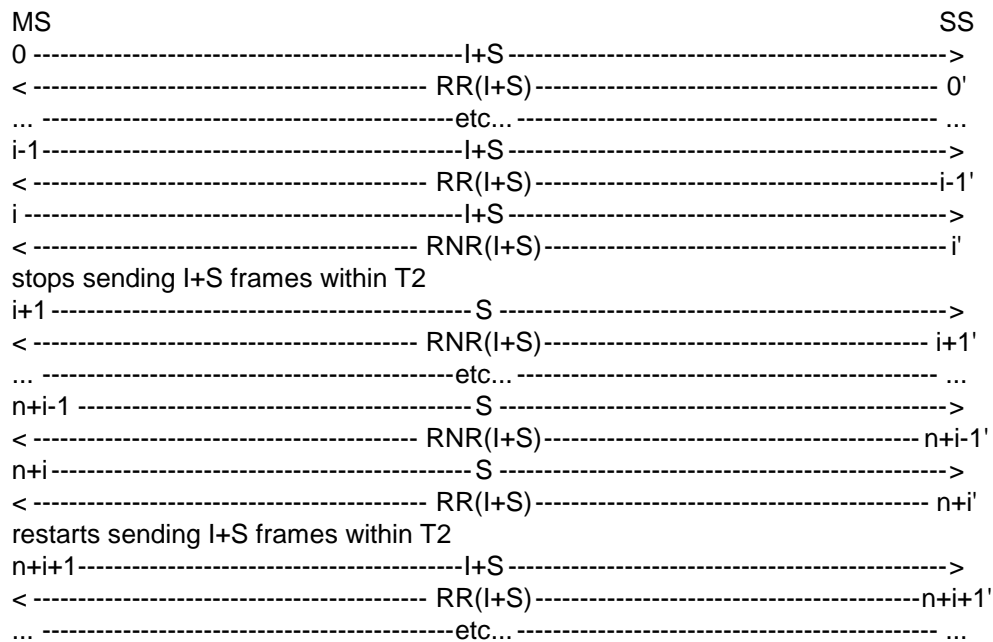 MS SS
0 -----------------------------------------------I+S -------------------------------------------------->
< ------------------------------------------- RR(I+S)--------------------------------------------- 0'
... ----------------------------------------------etc... ----------------------------------------------- ...
i-1-----------------------------------------------I+S ------------------------------------------------->
< ------------------------------------------- RR(I+S)---------------------------------------------i-1'
i -------------------------------------------------I+S ------------------------------------------------->
< ------------------------------------------ RNR(I+S)--------------------------------------------- i'
stops sending I+S frames within T2
i+1 ----------------------------------------------- S -------------------------------------------------->
< ------------------------------------------ RNR(I+S)------------------------------------------- i+1'
... ----------------------------------------------etc... ----------------------------------------------- ...
n+i-1 -------------------------------------------- S -------------------------------------------------->
< ------------------------------------------ RNR(I+S)------------------------------------------ n+i-1'
n+i----------------------------------------------- S -------------------------------------------------->
< ------------------------------------------- RR(I+S)-------------------------------------------- n+i'
restarts sending I+S frames within T2
n+i+1-------------------------------------------I+S ------------------------------------------------->
< ------------------------------------------- RR(I+S)-------------------------------------------n+i+1'
... ----------------------------------------------etc... ----------------------------------------------- ...